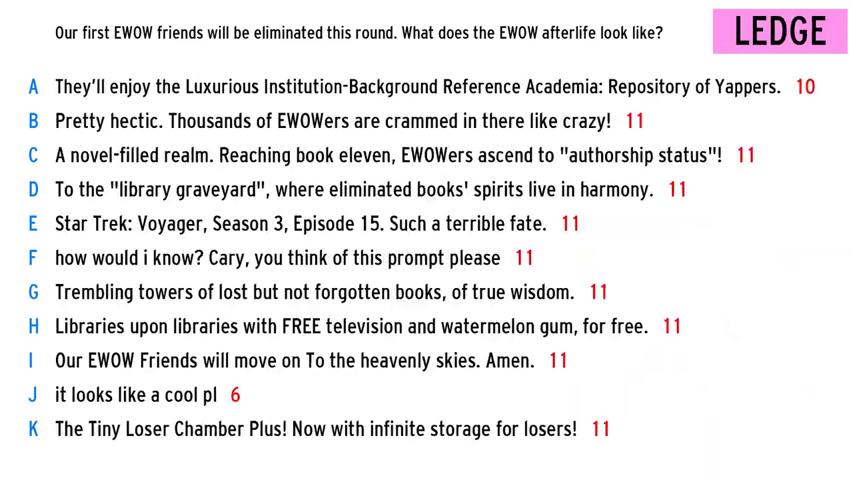 Our first EWOW friends will be eliminated this round. What does the EWOW afterlife look like?
LEDGE
A They'll enjoy the Luxurious Institution-Background Reference Academia: Repository of Yappers. 10
B Pretty hectic. Thousands of EWOWers are crammed in there like crazy! 11
C A novel-filled realm. Reaching book eleven, EWOWers ascend to "authorship status"! 11
D To the "library graveyard", where eliminated books' spirits live in harmony. 11
E Star Trek: Voyager, Season 3, Episode 15. Such a terrible fate. 11
F how would i know? Cary, you think of this prompt please 11
G Trembling towers of lost but not forgotten books, of true wisdom. 11
H Libraries upon libraries with FREE television and watermelon gum, for free. 11
I Our EWOW Friends will move on To the heavenly skies. Amen. 11
J it looks like a cool pl 6
K The Tiny Loser Chamber Plus! Now with infinite storage for losers! 11